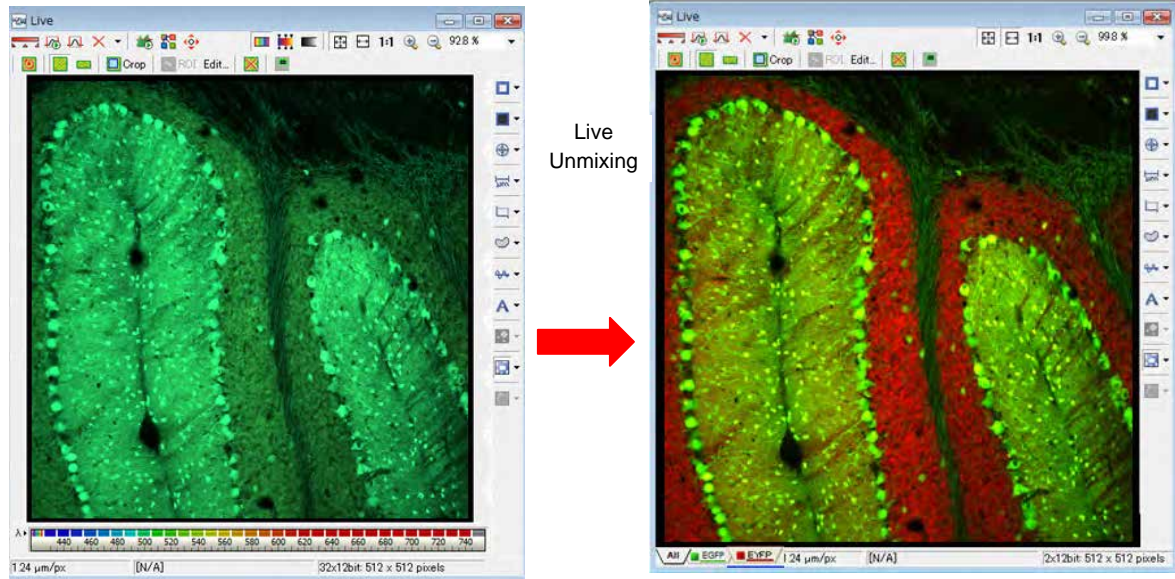 Live
92.8 %
Crop
ROI Edit...
440 460 480 500 520 540 560 580 600 620 640 660 680 700 720 740
1.24 µm/px [N/A] 32x12bit: 512 x 512 pixels
Live
Unmixing
Live
1:1 99.8 %
Crop ROI Edit...
All EGFP EYFP 1.24 µm/px [N/A] 2x12bit: 512 x 512 pixels